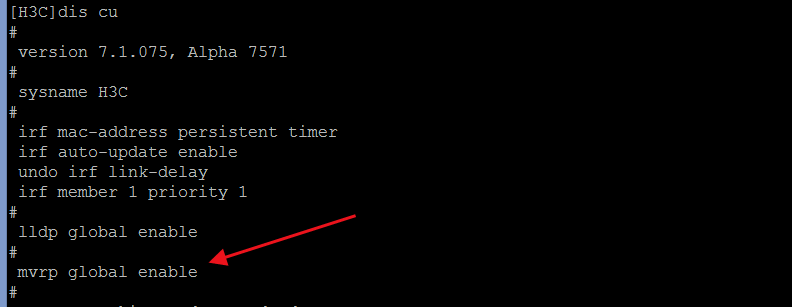 [H3C]dis cu
#
version 7.1.075, Alpha 7571
#
sysname H3C
#
irf mac-address persistent timer
irf auto-update enable
undo irf link-delay
irf member 1 priority 1
#
lldp global enable
#
mvrp global enable
#